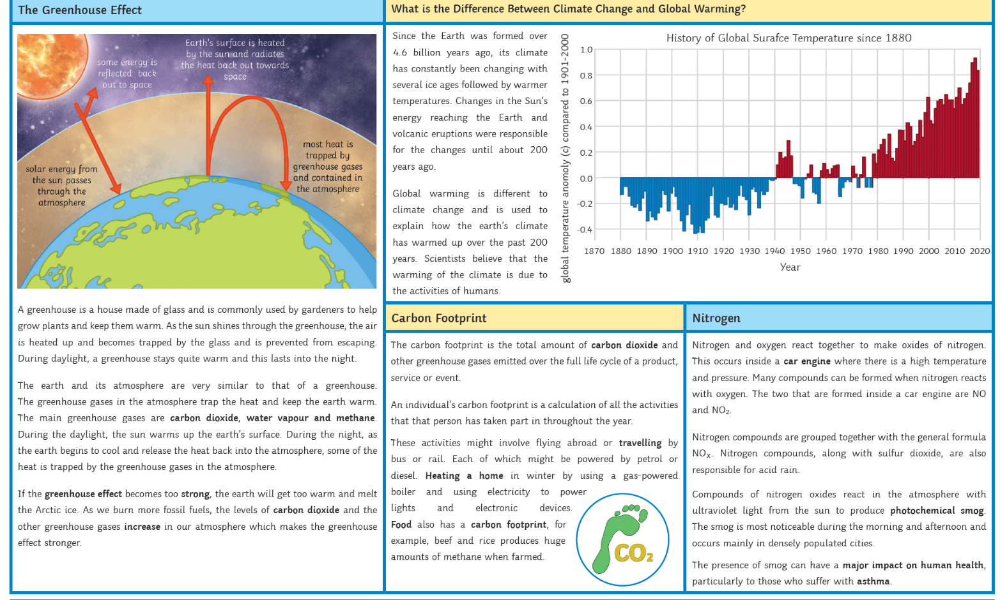 The Greenhouse Effect
some energy is
reflected back
out to space
Earth's surface is heated
by the sun and radiates
the heat back out towards
space
solar energy from
the sun passes
through the
atmosphere
most heat is
trapped by
greenhouse gases
and contained in
the atmosphere
A greenhouse is a house made of glass and is commonly used by gardeners to help
grow plants and keep them warm. As the sun shines through the greenhouse, the air
is heated up and becomes trapped by the glass and is prevented from escaping.
During daylight, a greenhouse stays quite warm and this lasts into the night.
The earth and its atmosphere are very similar to that of a greenhouse.
The greenhouse gases in the atmosphere trap the heat and keep the earth warm.
The main greenhouse gases are carbon dioxide, water vapour and methane.
During the daylight, the sun warms up the earth's surface. During the night, as
the earth begins to cool and release the heat back into the atmosphere, some of the
heat is trapped by the greenhouse gases in the atmosphere.
If the greenhouse effect becomes too strong, the earth will get too warm and melt
the Arctic ice. As we burn more fossil fuels, the levels of carbon dioxide and the
other greenhouse gases increase in our atmosphere which makes the greenhouse
effect stronger.
What is the Difference Between Climate Change and Global Warming?
Since the Earth was formed over
4.6 billion years ago, its climate
has constantly been changing with
several ice ages followed by warmer
temperatures. Changes in the Sun's
energy reaching the Earth and
volcanic eruptions were responsible
for the changes until about 200
years ago.
Global warming is different to
climate change and is used to
explain how the earth's climate
has warmed up over the past 200
years. Scientists believe that the
warming of the climate is due to
the activities of humans.
History of Global Surafce Temperature since 1880
global temperature anomoly (c) compared to 1901-2000
1.0
0.8
0.6
0.4
0.2
0.0
-0.2
-0.4
1870 1880 1890 1900 1910 1920 1930 1940 1950 1960 1970 1980 1990 2000 2010 2020
Year
Carbon Footprint
The carbon footprint is the total amount of carbon dioxide and
other greenhouse gases emitted over the full life cycle of a product,
service or event.
An individual's carbon footprint is a calculation of all the activities
that that person has taken part in throughout the year.
These activities might involve flying abroad or travelling by
bus or rail. Each of which might be powered by petrol or
diesel. Heating a home in winter by using a gas-powered
boiler and using electricity to power
lights and electronic devices.
Food also has a carbon footprint, for
example, beef and rice produces huge
amounts of methane when farmed.
CO₂
Nitrogen
Nitrogen and oxygen react together to make oxides of nitrogen.
This occurs inside a car engine where there is a high temperature
and pressure. Many compounds can be formed when nitrogen reacts
with oxygen. The two that are formed inside a car engine are NO
and NO₂.
Nitrogen compounds are grouped together with the general formula
NOₓ. Nitrogen compounds, along with sulfur dioxide, are also
responsible for acid rain.
Compounds of nitrogen oxides react in the atmosphere with
ultraviolet light from the sun to produce photochemical smog.
The smog is most noticeable during the morning and afternoon and
occurs mainly in densely populated cities.
The presence of smog can have a major impact on human health,
particularly to those who suffer with asthma.